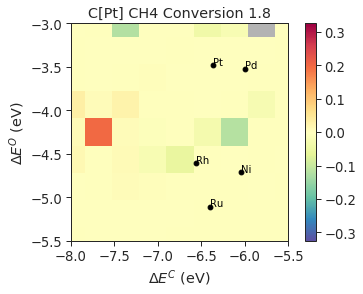 C[Pt] CH4 Conversion 1.8
−3.0
−3.5
−4.0
−4.5
−5.0
−5.5
ΔE^O (eV)
Pt
Pd
Rh
Ni
Ru
−8.0 −7.5 −7.0 −6.5 −6.0 −5.5
ΔE^C (eV)
0.3
0.2
0.1
0.0
−0.1
−0.2
−0.3